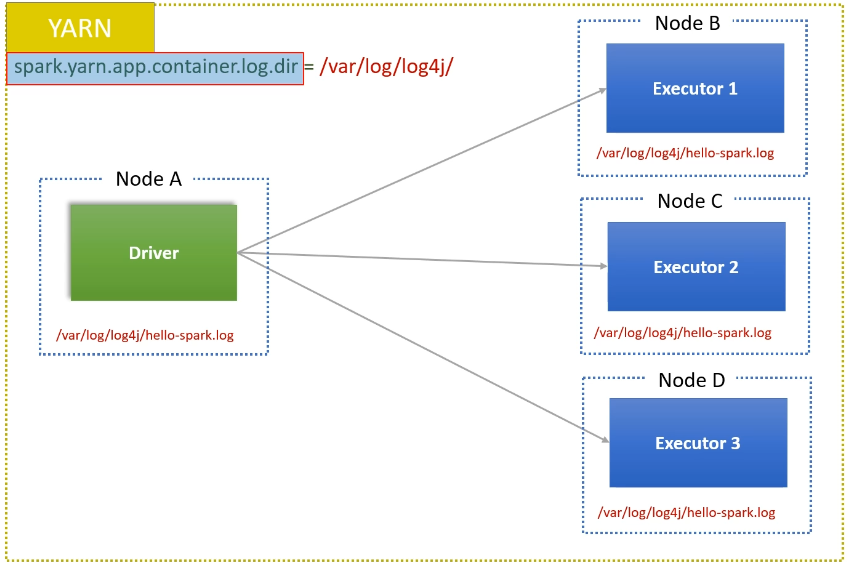 YARN
spark.yarn.app.container.log.dir = /var/log/log4j/
Node A
Driver
/var/log/log4j/hello-spark.log
Node B
Executor 1
/var/log/log4j/hello-spark.log
Node C
Executor 2
/var/log/log4j/hello-spark.log
Node D
Executor 3
/var/log/log4j/hello-spark.log